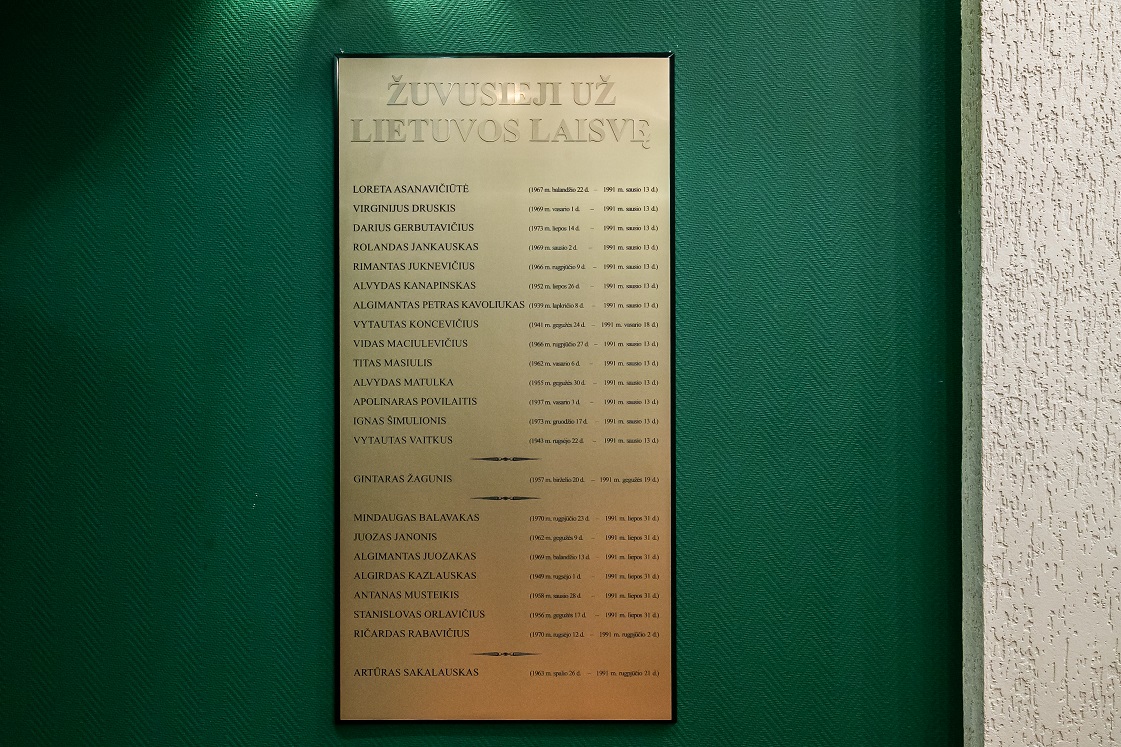 ŽUVUSIEJI UŽ
LIETUVOS LAISVĘ
LORETA ASANAVIČIŪTĖ (1967 m. balandžio 22 d. – 1991 m. sausio 13 d.)
VIRGINIJUS DRUSKIS (1969 m. vasario 1 d. – 1991 m. sausio 13 d.)
DARIUS GERBUTAVIČIUS (1973 m. liepos 14 d. – 1991 m. sausio 13 d.)
ROLANDAS JANKAUSKAS (1969 m. sausio 2 d. – 1991 m. sausio 13 d.)
RIMANTAS JUKNEVIČIUS (1966 m. rugpjūčio 9 d. – 1991 m. sausio 13 d.)
ALVYDAS KANAPINSKAS (1952 m. liepos 26 d. – 1991 m. sausio 13 d.)
ALGIMANTAS PETRAS KAVOLIUKAS (1939 m. lapkričio 8 d. – 1991 m. sausio 13 d.)
VYTAUTAS KONCEVIČIUS (1941 m. gegužės 24 d. – 1991 m. vasario 18 d.)
VIDAS MACIULEVIČIUS (1966 m. rugpjūčio 27 d. – 1991 m. sausio 13 d.)
TITAS MASIULIS (1962 m. vasario 6 d. – 1991 m. sausio 13 d.)
ALVYDAS MATULKA (1955 m. gegužės 30 d. – 1991 m. sausio 13 d.)
APOLINARAS POVILAITIS (1937 m. vasario 3 d. – 1991 m. sausio 13 d.)
IGNAS ŠIMULIONIS (1973 m. gruodžio 17 d. – 1991 m. sausio 13 d.)
VYTAUTAS VAITKUS (1943 m. rugsėjo 22 d. – 1991 m. sausio 13 d.)
GINTARAS ŽAGUNIS (1957 m. birželio 20 d. – 1991 m. gegužės 19 d.)
MINDAUGAS BALAVAKAS (1970 m. rugpjūčio 23 d. – 1991 m. liepos 31 d.)
JUOZAS JANONIS (1962 m. gegužės 9 d. – 1991 m. liepos 31 d.)
ALGIMANTAS JUOZAKAS (1969 m. balandžio 13 d. – 1991 m. liepos 31 d.)
ALGIRDAS KAZLAUSKAS (1949 m. rugsėjo 1 d. – 1991 m. liepos 31 d.)
ANTANAS MUSTEIKIS (1958 m. sausio 28 d. – 1991 m. liepos 31 d.)
STANISLOVAS ORLAVIČIUS (1956 m. gegužės 17 d. – 1991 m. liepos 31 d.)
RIČARDAS RABAVIČIUS (1970 m. rugsėjo 12 d. – 1991 m. rugpjūčio 2 d.)
ARTŪRAS SAKALAUSKAS (1963 m. spalio 26 d. – 1991 m. rugpjūčio 21 d.)